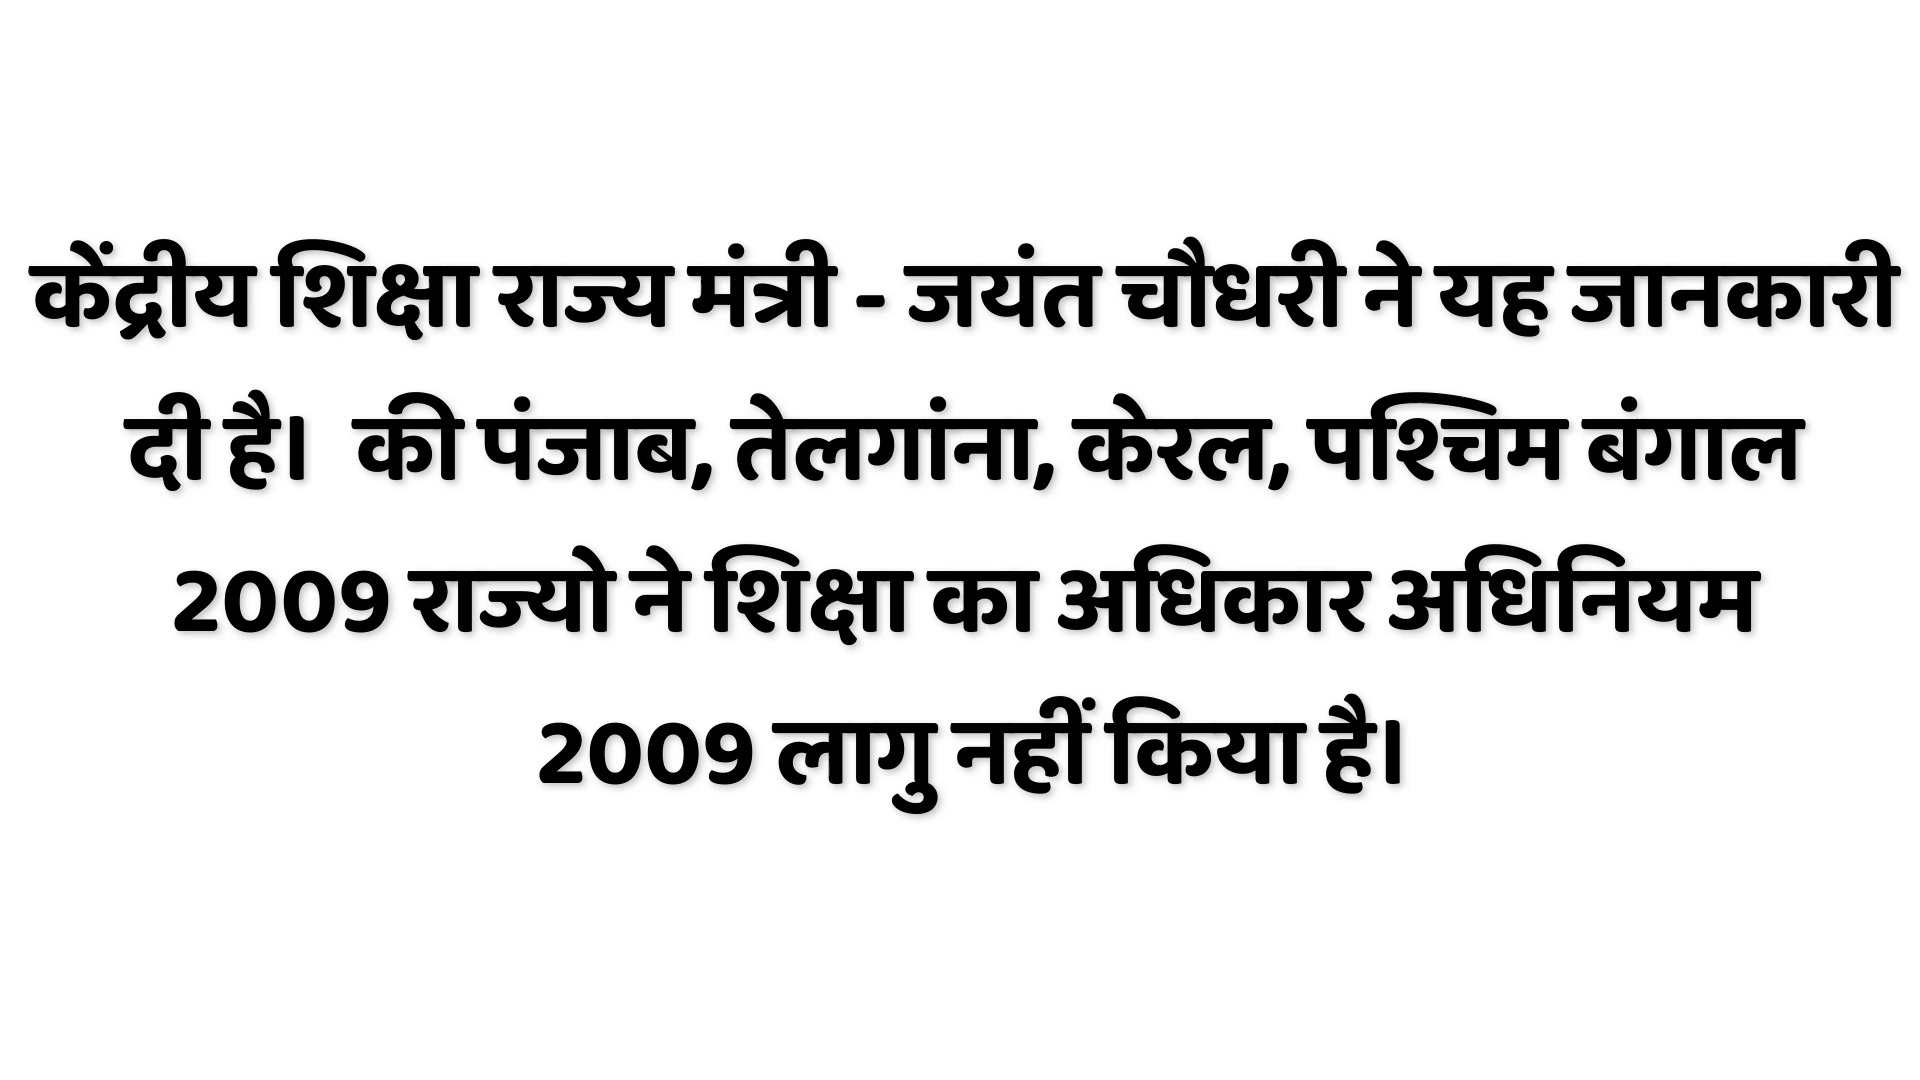 केंद्रीय शिक्षा राज्य मंत्री - जयंत चौधरी ने यह जानकारी
दी है।  की पंजाब, तेलगांना, केरल, पश्चिम बंगाल
2009 राज्यो ने शिक्षा का अधिकार अधिनियम
2009 लागु नहीं किया है।